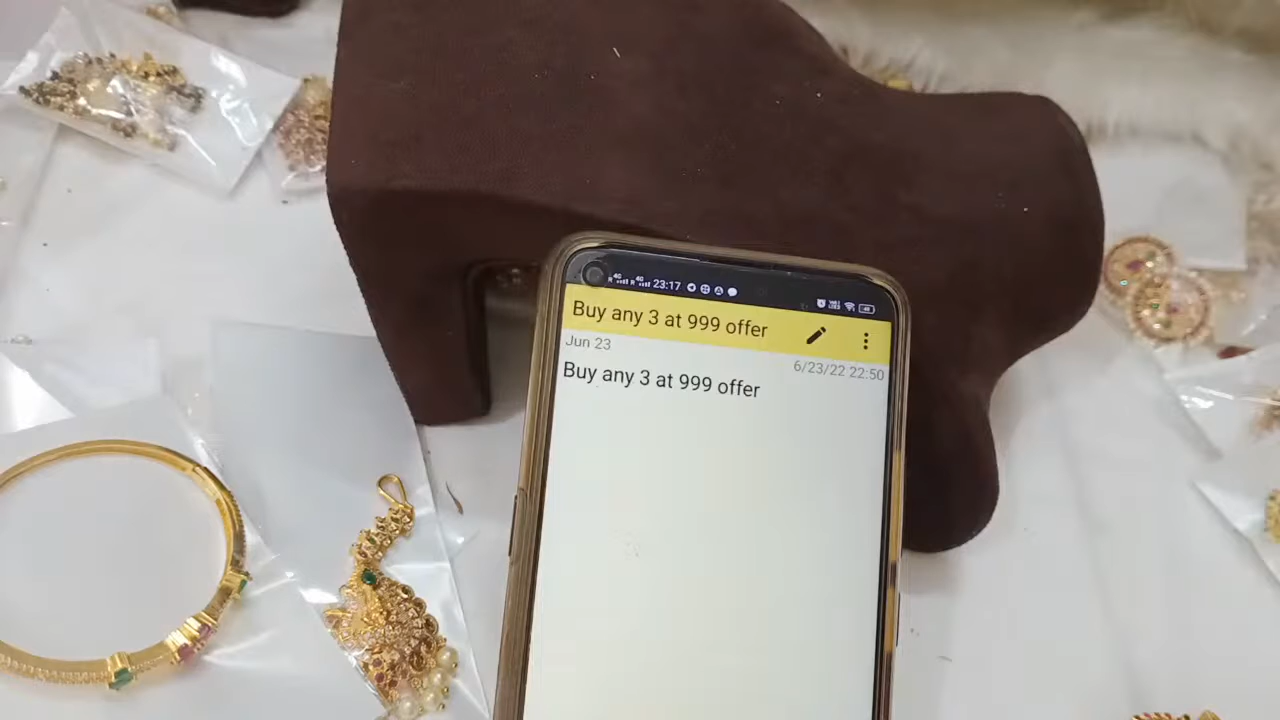 23:17
Buy any 3 at 999 offer
Jun 23
6/23/22 22:50
Buy any 3 at 999 offer